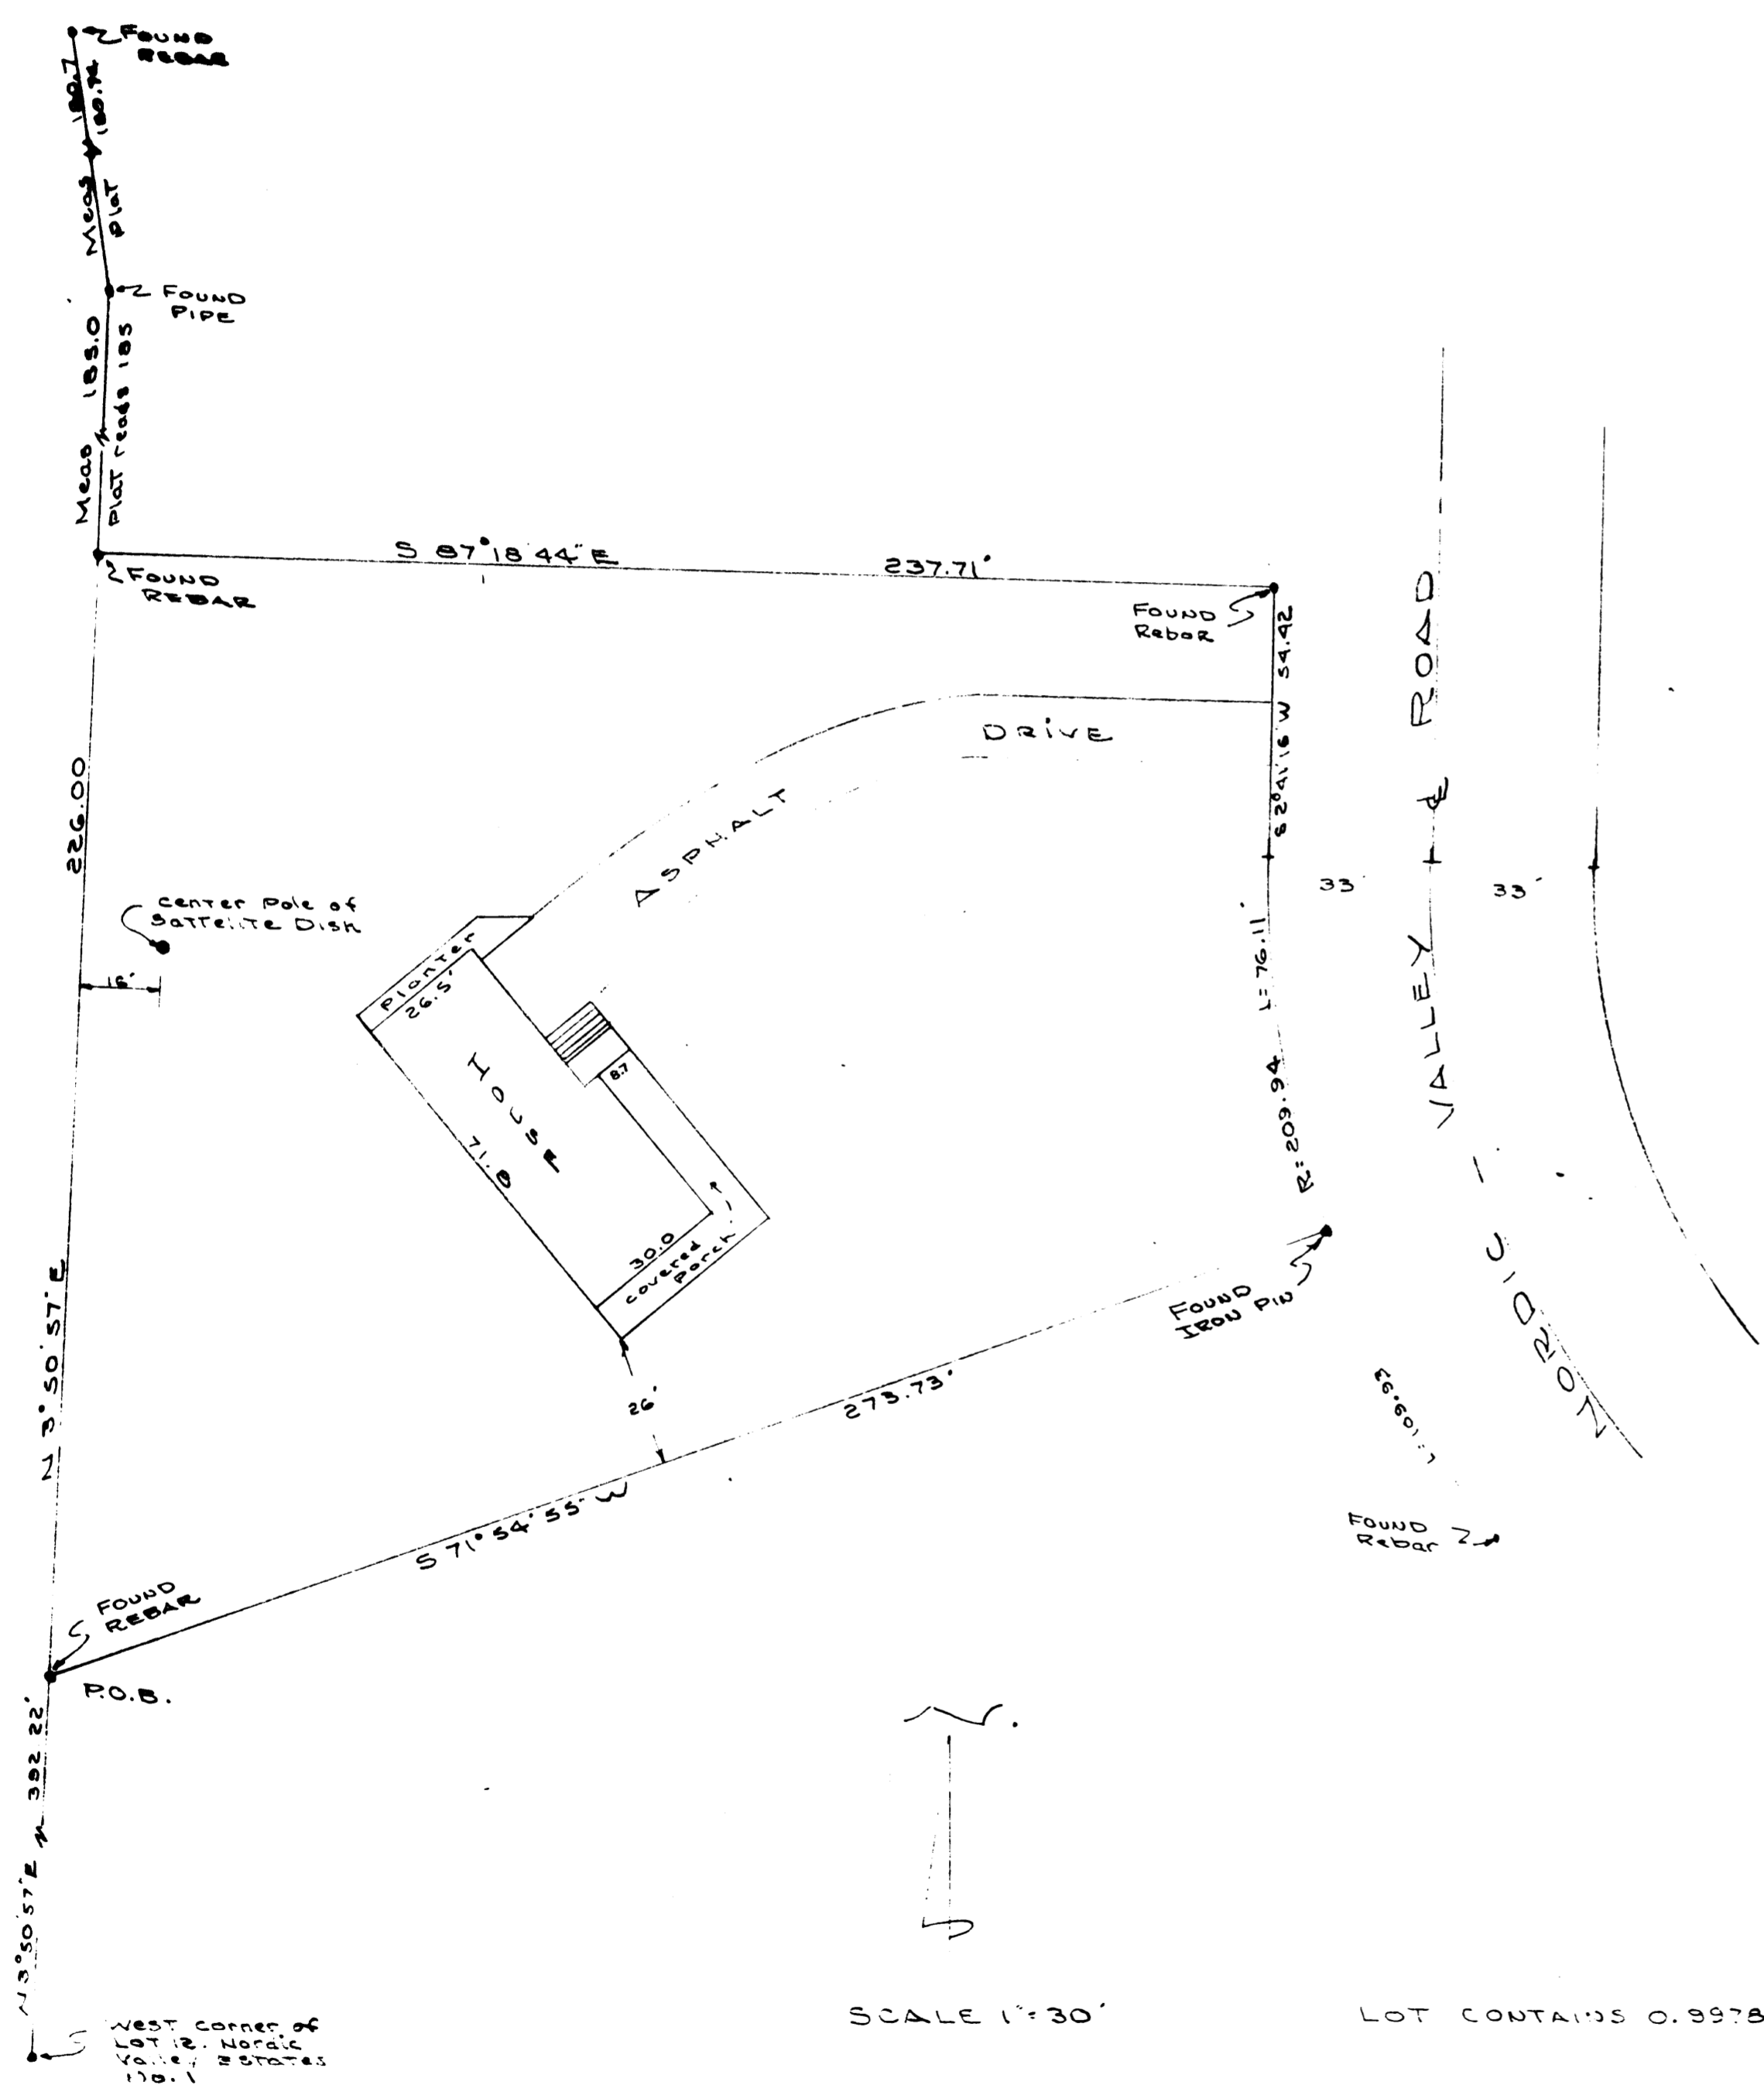 FOUND
REBAR
Meas 180.7
plat 180.74
FOUND
PIPE
Meas 185.0'
plat reads 185
S 87° 18' 44" E 237.71'
FOUND
REBAR
FOUND
Rebar
S 2° 41' 16" W 54.42
DRIVE
ASPHALT
226.00
N 3° 50' 57" E
center pole of
Sattelite Dish
16'
planter
26.5'
HOUSE
71.8
8.7
30.0
covered
porch
L=76.11'
R=209.94
33'
33'
NORDIC - VALLEY ROAD
FOUND
IRON PIN
26'
S 71° 54' 55" W 273.73'
L=109.93
FOUND
Rebar
FOUND
REBAR
P.O.B.
N 3° 50' 57" E 392.22'
N.
SCALE 1"=30'
LOT CONTAINS 0.9978
West corner of
LOT 12, Nordic
Valley Estates
No. 1